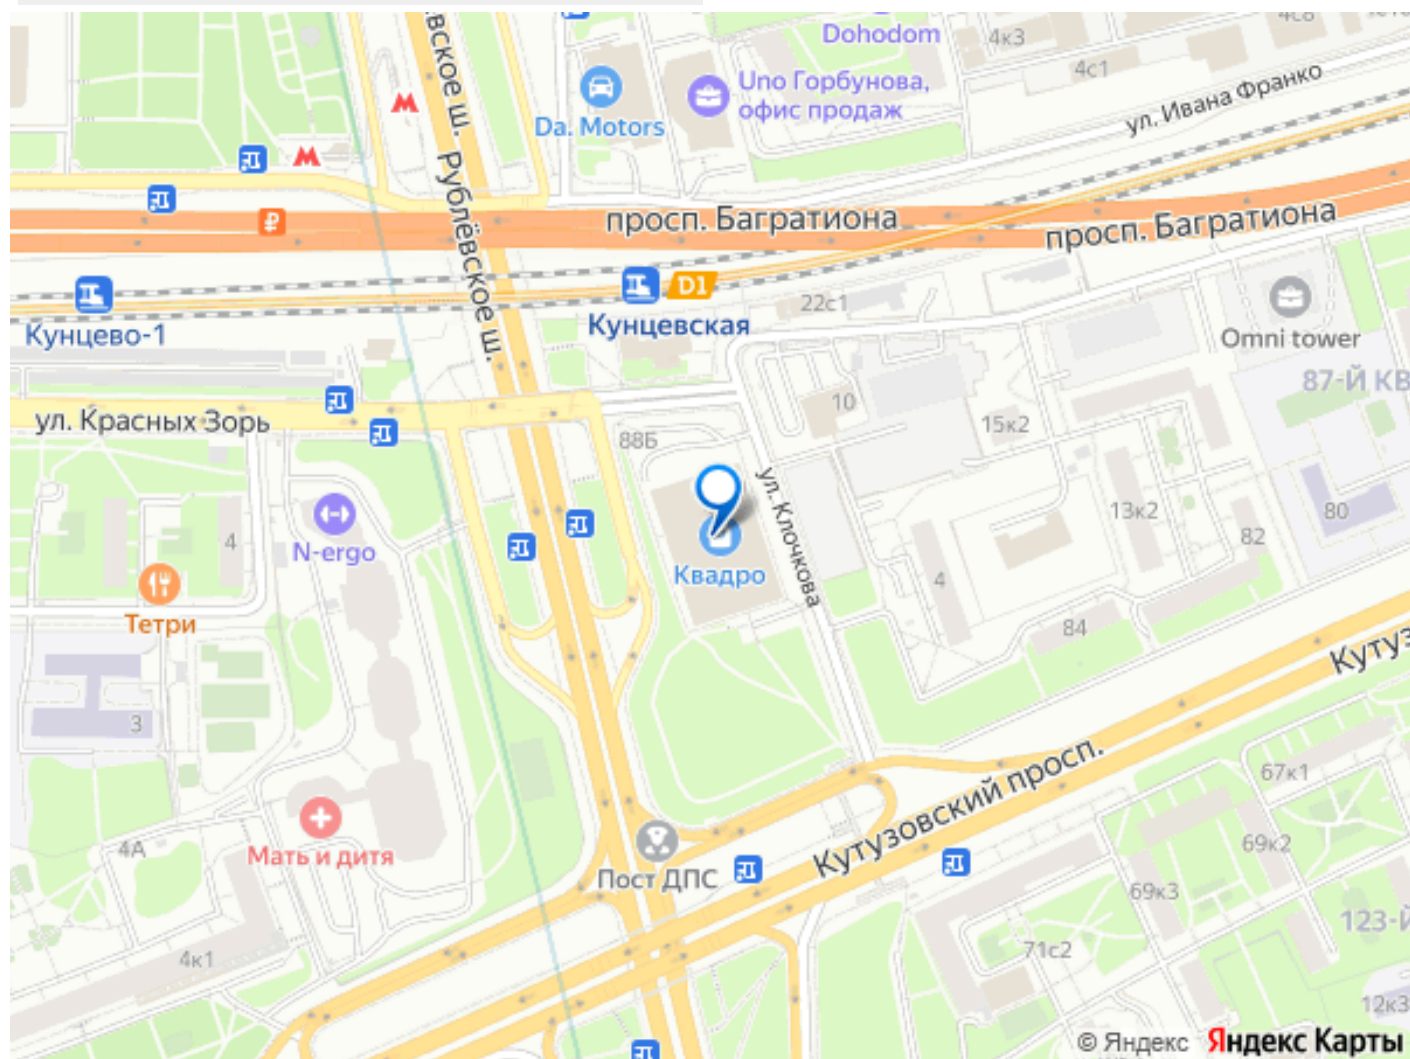 Dohodom
4к3
4с8
4с1
вское ш.
Uno Горбунова,
офис продаж
Da. Motors
ул. Ивана Франко
Рублёвское ш.
просп. Багратиона
просп. Багратиона
₽
D1
Кунцево-1
Кунцевская
22с1
Omni tower
87-Й КВ
ул. Красных Зорь
10
88Б
15к2
ул. Клочкова
N-ergo
4
13к2
80
82
Квадро
4
Тетри
84
Кутуз
3
Кутузовский просп.
67к1
4А
Мать и дитя
Пост ДПС
69к2
69к3
123-Й
4к1
71с2
12к3
© Яндекс Яндекс Карты